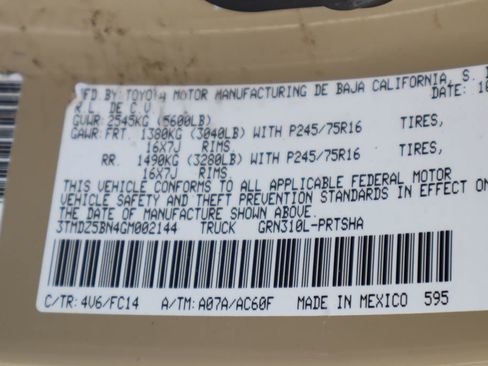 MFD.BY TOYOTA MOTOR MANUFACTURING DE BAJA CALIFORNIA, S.
R.L. DE C.V. DATE: 10
GVWR: 2545KG (5600LB)
GAWR: FRT. 1380KG (3040LB) WITH P245/75R16 TIRES,
16X7J RIMS
RR. 1490KG (3280LB) WITH P245/75R16 TIRES,
16X7J RIMS
THIS VEHICLE CONFORMS TO ALL APPLICABLE FEDERAL MOTOR
VEHICLE SAFETY AND THEFT PREVENTION STANDARDS IN EFFECT ON
THE DATE OF MANUFACTURE SHOWN ABOVE.
3TMDZ5BN4GM002144 TRUCK GRN310L-PRTSHA
C/TR: 4V6/FC14 A/TM: A07A/AC60F MADE IN MEXICO 595